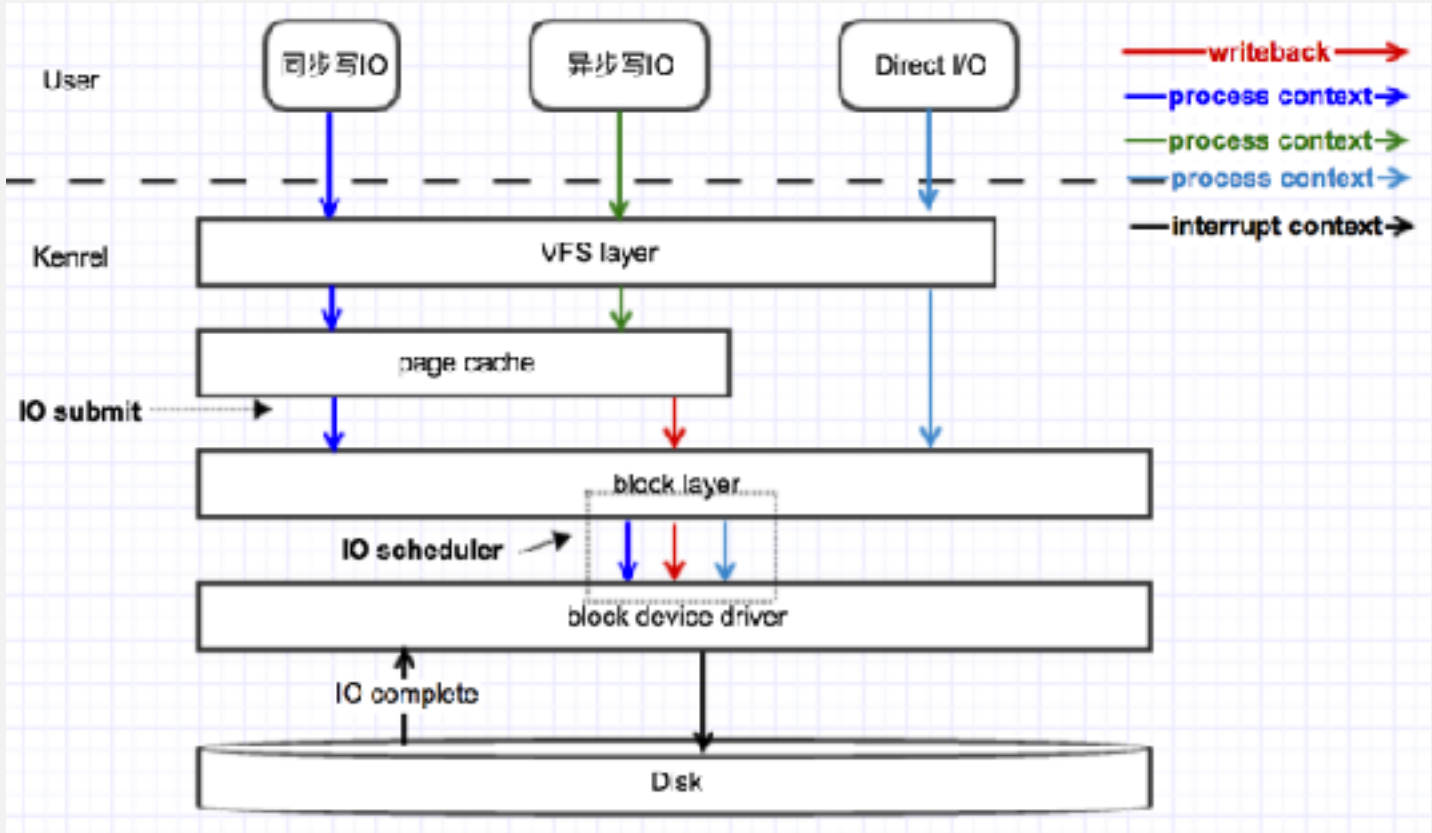 同步写IO
异步写IO
Direct I/O
User
writeback
process context
process context
process context
interrupt context
Kenrel
VFS layer
page cache
IO submit
block layer
IO scheduler
block device driver
IO complete
Disk